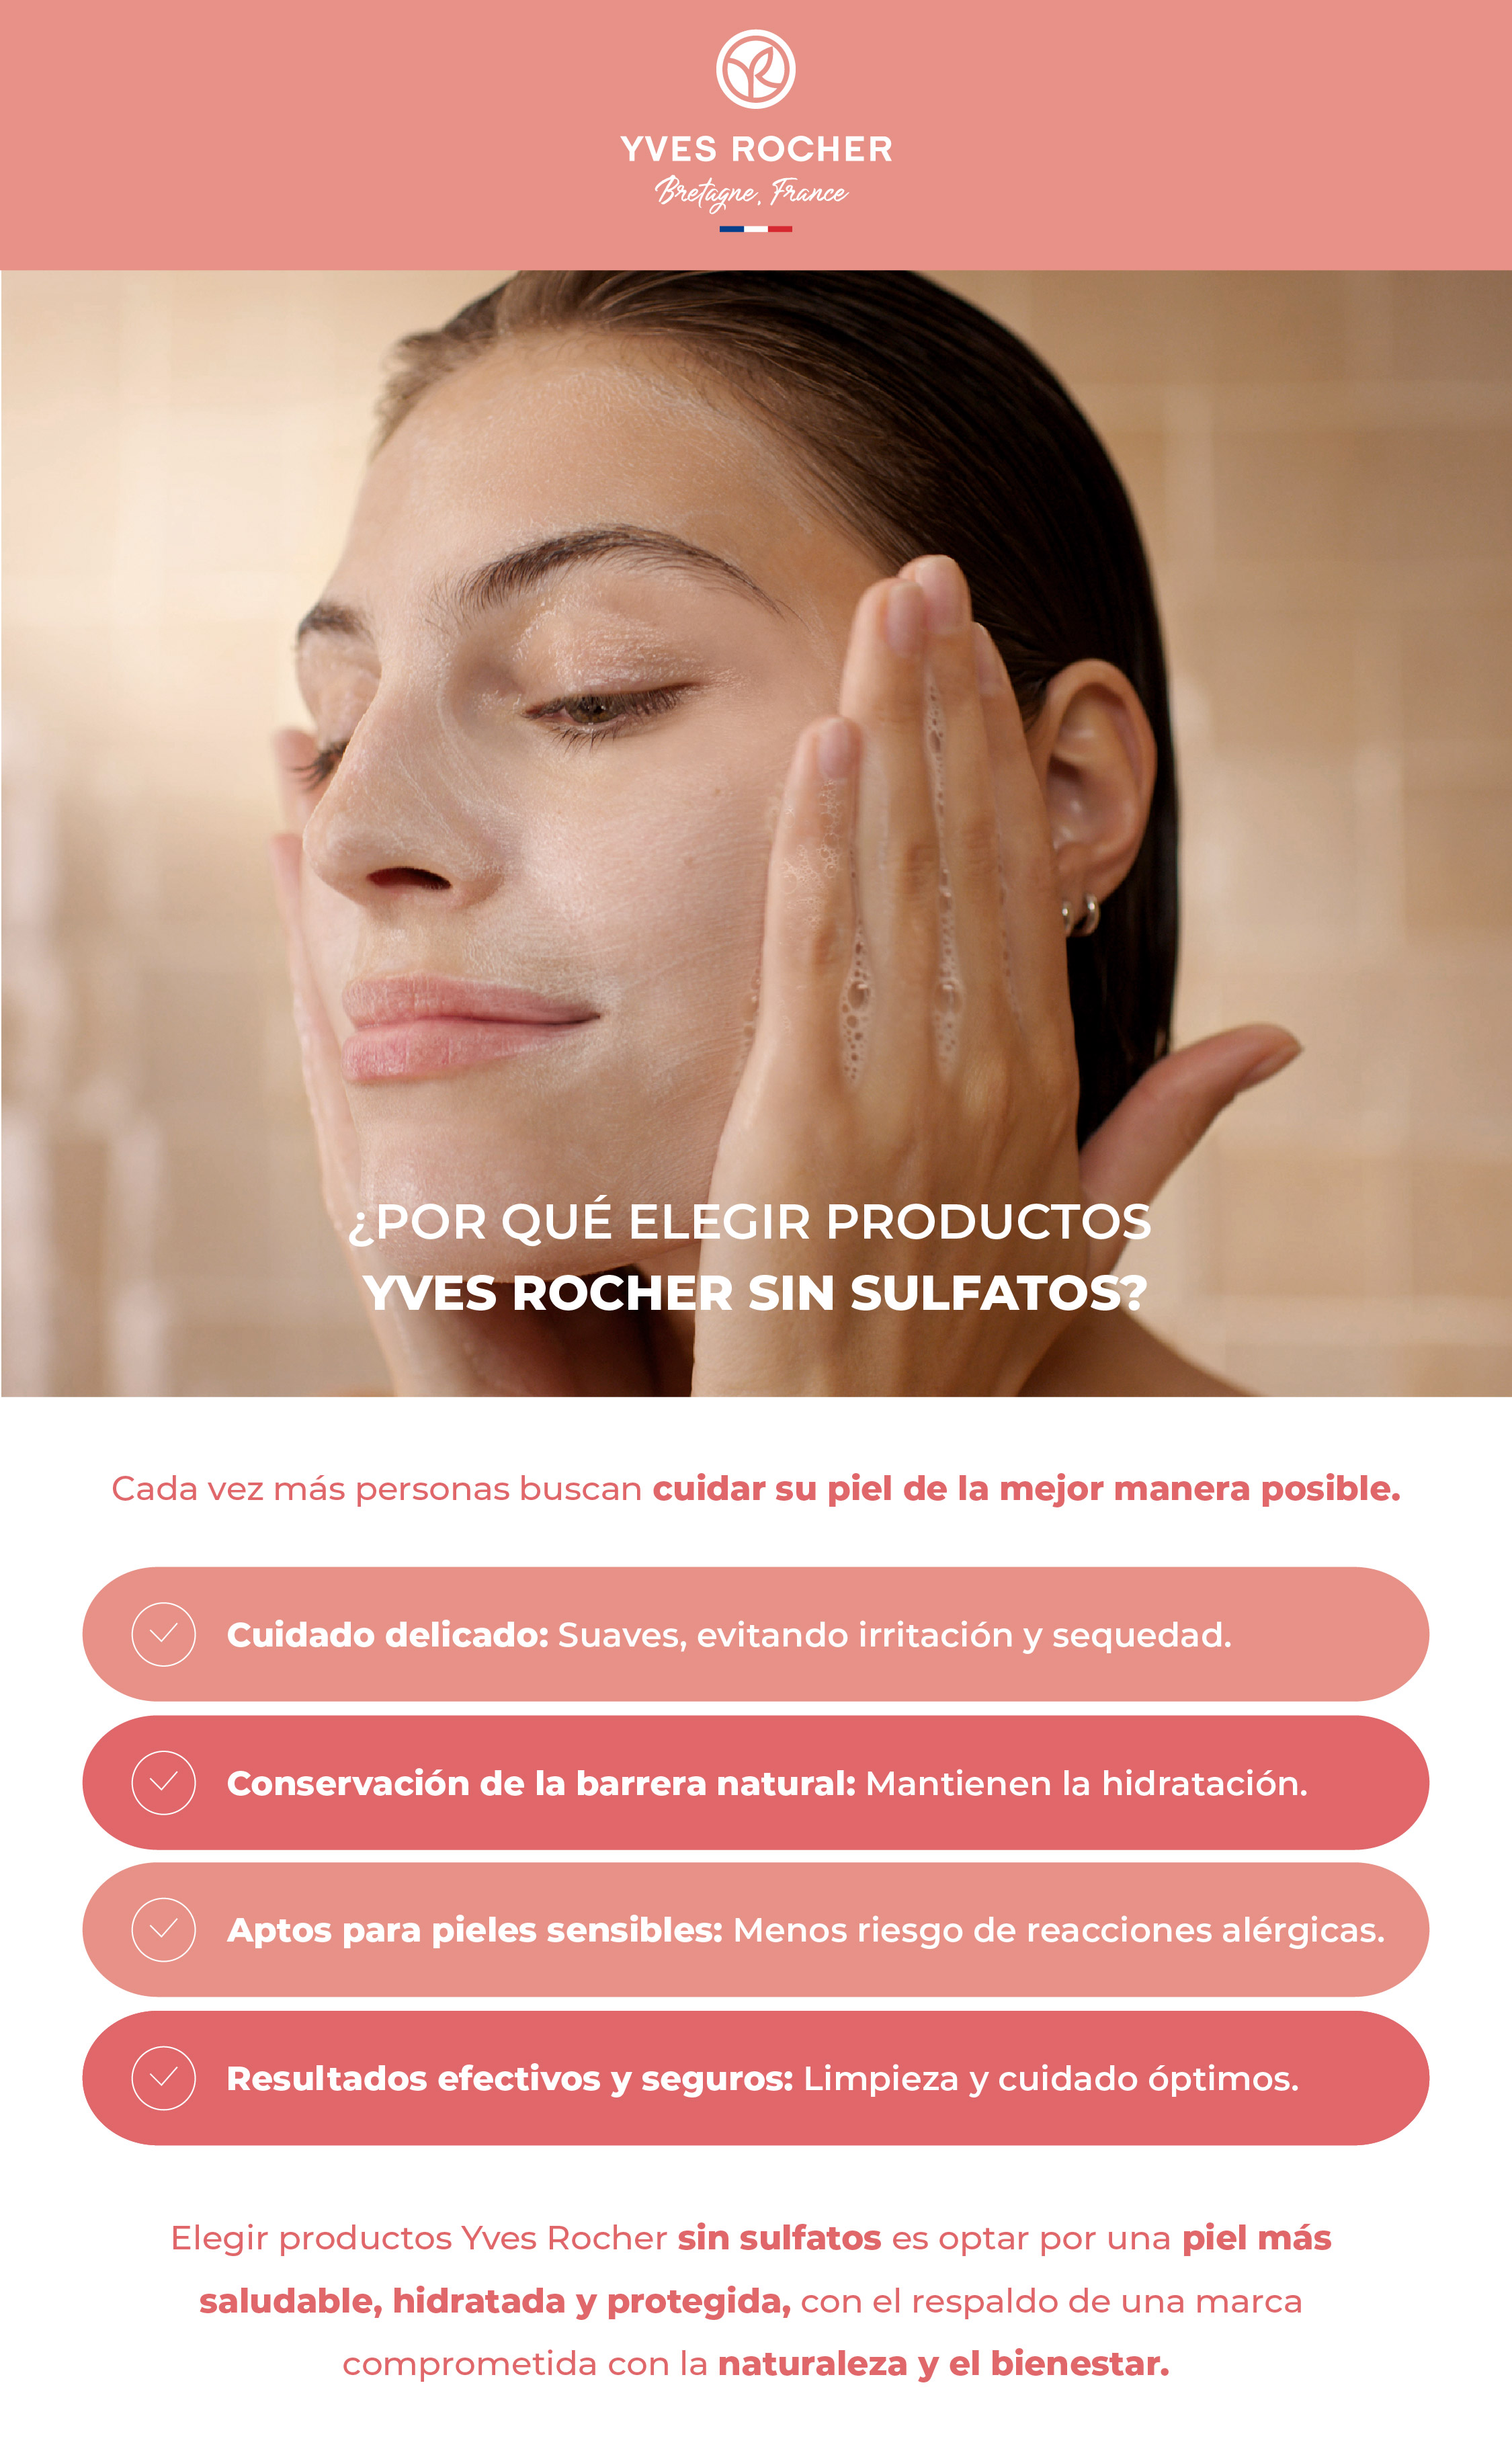 YVES ROCHER
Bretagne, France
¿POR QUÉ ELEGIR PRODUCTOS
YVES ROCHER SIN SULFATOS?
Cada vez más personas buscan cuidar su piel de la mejor manera posible.
Cuidado delicado: Suaves, evitando irritación y sequedad.
Conservación de la barrera natural: Mantienen la hidratación.
Aptos para pieles sensibles: Menos riesgo de reacciones alérgicas.
Resultados efectivos y seguros: Limpieza y cuidado óptimos.
Elegir productos Yves Rocher sin sulfatos es optar por una piel más
saludable, hidratada y protegida, con el respaldo de una marca
comprometida con la naturaleza y el bienestar.